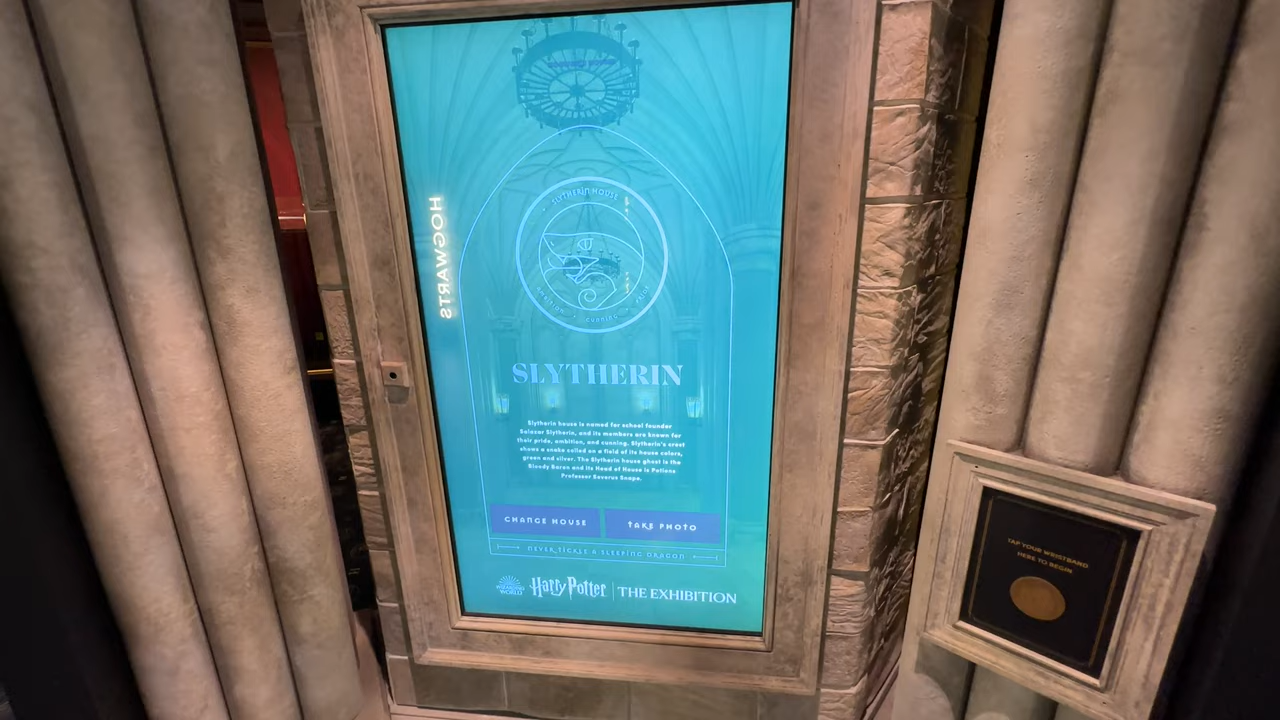 HOGWARTS
SLYTHERIN HOUSE
AMBITION CUNNING PRIDE
SLYTHERIN
Slytherin house is named for school founder
Salazar Slytherin, and its members are known for
their pride, ambition, and cunning. Slytherin's crest
shows a snake coiled on a field of its house colors,
green and silver. The Slytherin house ghost is the
Bloody Baron and its Head of House is Potions
Professor Severus Snape.
CHANGE HOUSE
TAKE PHOTO
NEVER TICKLE A SLEEPING DRAGON
WIZARDING
WORLD
Harry Potter
THE EXHIBITION
TAP YOUR WRISTBAND
HERE TO BEGIN